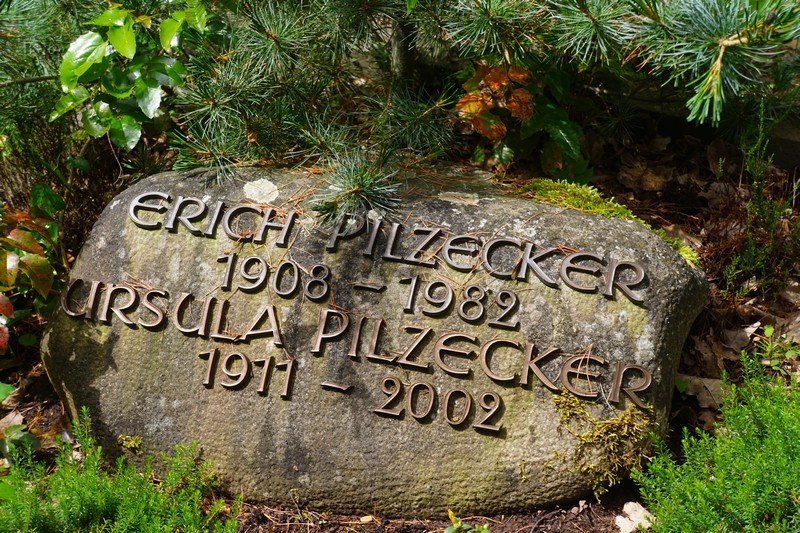 ERICH PILZECKER
1908 – 1982
URSULA PILZECKER
1911 – 2002